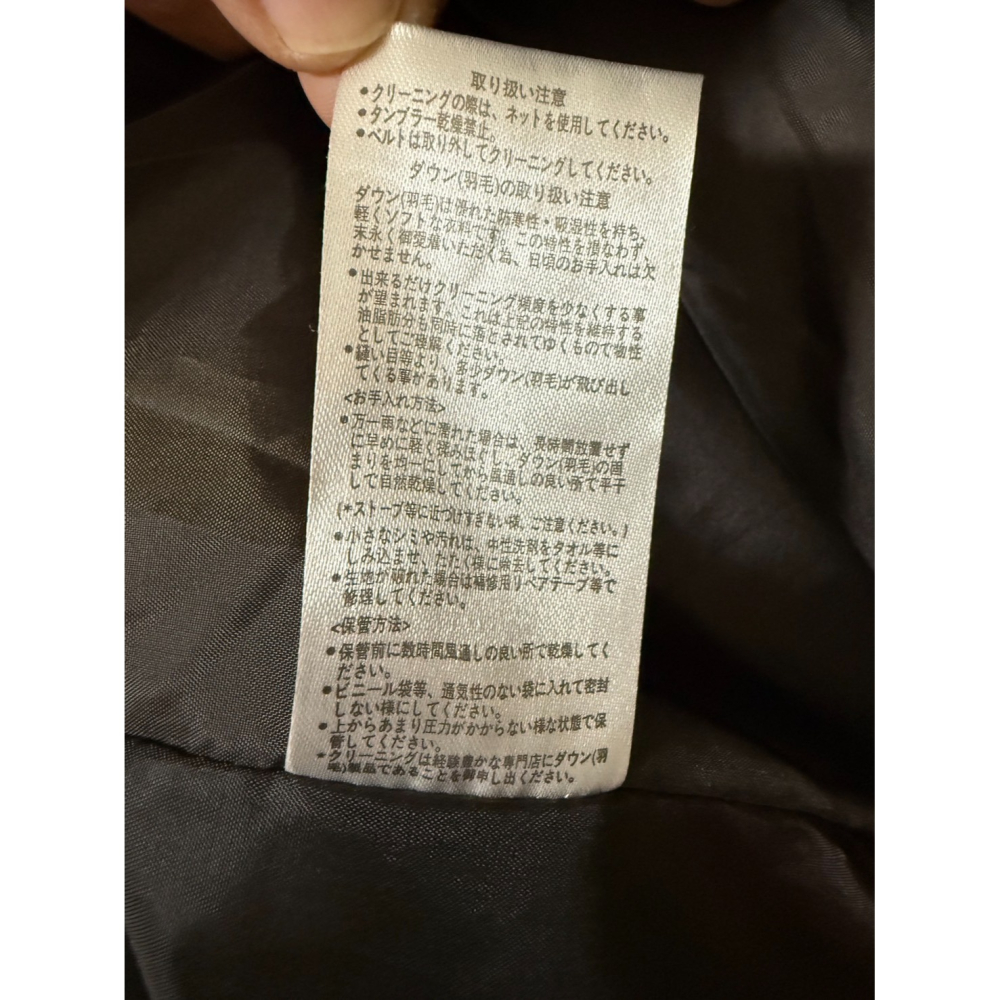 取り扱い注意
●クリーニングの際は、ネットを使用してください。
●タンブラー乾燥禁止。
●ベルトは取り外してクリーニングしてください。
ダウン(羽毛)の取り扱い注意
ダウン(羽毛)は優れた防寒性・吸湿性を持ち、
軽くソフトな衣料です。この特性を損なわず、
末永く御愛着いただく為、日頃のお手入れは欠
かせません。
●出来るだけクリーニング頻度を少なくする事
が望まれます。これは上記の特性を維持する
油脂肪分も同時に落とされてゆくもので物性
としてご理解ください。
●縫い目等より、多少ダウン(羽毛)が飛び出し
てくる事があります。
<お手入れ方法>
●万一雨などに濡れた場合は、長時間放置せず
に早めに軽く揉みほぐし、ダウン(羽毛)の固
まりを均一にしてから風通しの良い所で平干
して自然乾燥してください。
(*ストーブ等に近づけすぎない様、ご注意ください。)
●小さなシミや汚れは、中性洗剤をタオル等に
しみ込ませ、たたく様に除去してください。
●生地が破れた場合は補修用リペアテープ等で
修理してください。
<保管方法>
●保管前に数時間風通しの良い所で乾燥してく
ださい。
●ビニール袋等、通気性のない袋に入れて密封
しない様にしてください。
●上からあまり圧力がかからない様な状態で保
管してください。
*クリーニングは経験豊かな専門店にダウン(羽
毛)製品であることを御申し出ください。